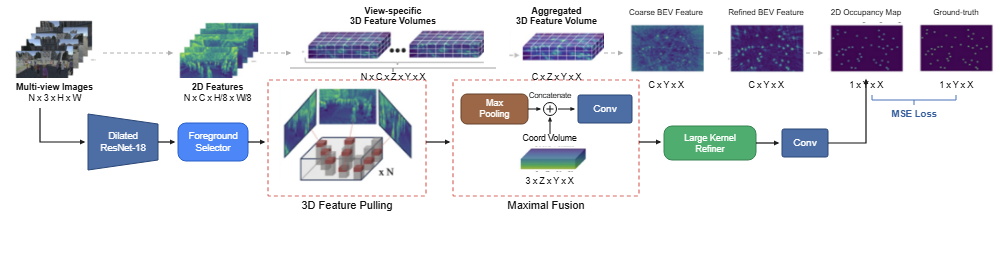 View-specific
3D Feature Volumes
Aggregated
3D Feature Volume
Coarse BEV Feature
Refined BEV Feature
2D Occupancy Map
Ground-truth
N x C x Z x Y x X
C x Z x Y x X
Multi-view Images
N x 3 x H x W
2D Features
N x C x H/8 x W/8
C x Y x X
C x Y x X
1 x Y x X
1 x Y x X
MSE Loss
Dilated
ResNet-18
Foreground
Selector
x N
3D Feature Pulling
Max
Pooling
Concatenate
+
Conv
Coord Volume
3 x Z x Y x X
Maximal Fusion
Large Kernel
Refiner
Conv